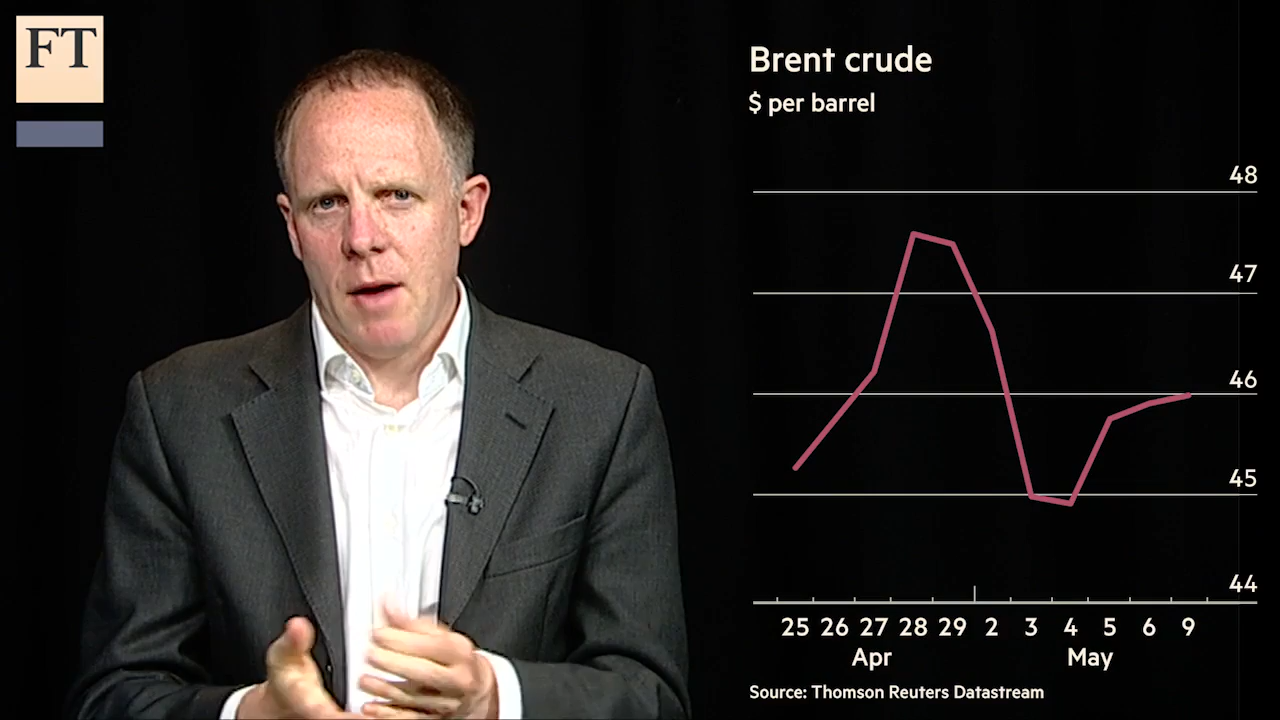 FT
Brent crude
$ per barrel
48
47
46
45
44
25 26 27 28 29 2 3 4 5 6 9
Apr May
Source: Thomson Reuters Datastream